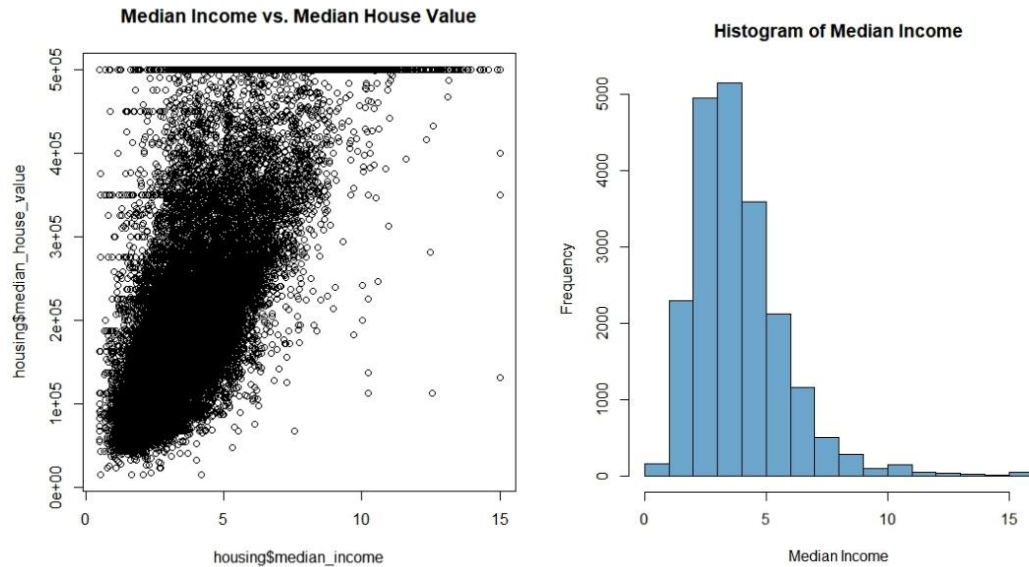 Median Income vs. Median House Value
housing$median_house_value
0e+00
1e+05
2e+05
3e+05
4e+05
5e+05
0
5
10
15
housing$median_income
Histogram of Median Income
Frequency
0
1000
2000
3000
4000
5000
0
5
10
15
Median Income